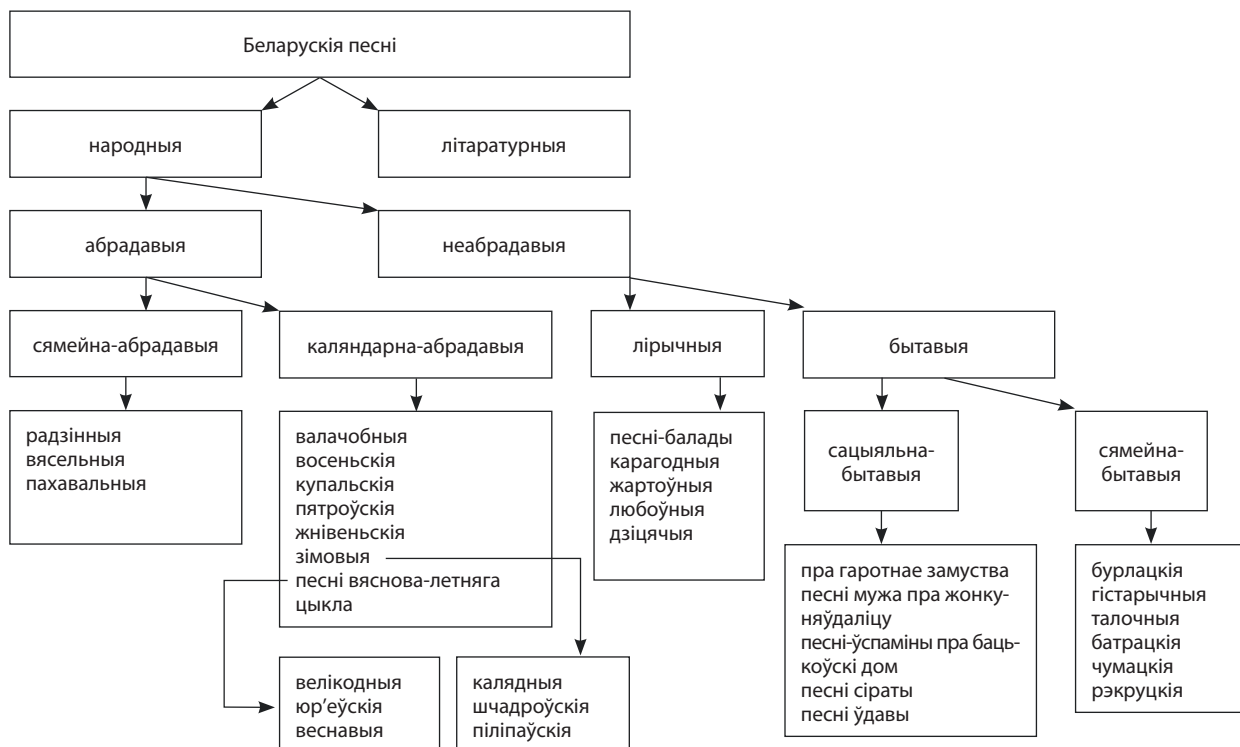 Беларускія песні
народныя
літаратурныя
абрадавыя
неабрадавыя
сямейна-абрадавыя
каляндарна-абрадавыя
лірычныя
бытавыя
радзінныя
вясельныя
пахавальныя
валачобныя
восеньскія
купальскія
пятроўскія
жнівеньскія
зімовыя
песні вяснова-летняга
цыкла
песні-балады
карагодныя
жартоўныя
любоўныя
дзіцячыя
сацыяльна-
бытавыя
сямейна-
бытавыя
велікодныя
юр’еўскія
веснавыя
калядныя
шчадроўскія
піліпаўскія
пра гаротнае замуства
песні мужа пра жонку-
няўдаліцу
песні-ўспаміны пра баць-
коўскі дом
песні сіраты
песні ўдавы
бурлацкія
гістарычныя
талочныя
батрацкія
чумацкія
рэкруцкія